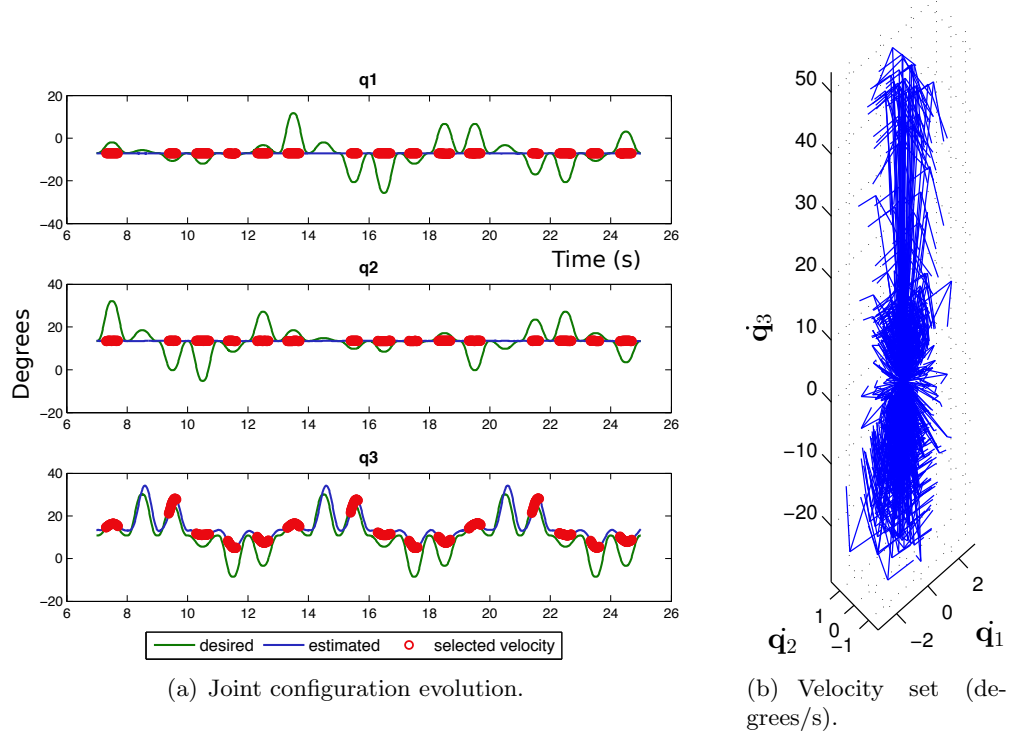 q1
20
0
−20
−40
6 8 10 12 14 16 18 20 22 24 26
Time (s)
q2
40
20
0
−20
6 8 10 12 14 16 18 20 22 24 26
Degrees
q3
40
20
0
−20
6 8 10 12 14 16 18 20 22 24 26
desired estimated selected velocity
(a) Joint configuration evolution.
50
40
30
20
10
0
−10
−20
q̇3
1
0
−1
q̇2
−2
0
2
q̇1
(b) Velocity set (de-
grees/s).